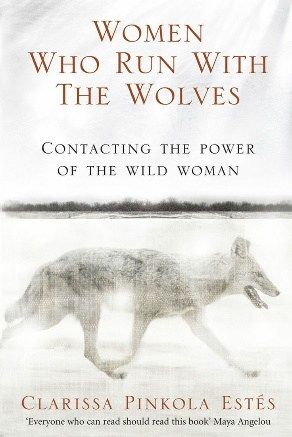 WOMEN
WHO RUN WITH
THE WOLVES
CONTACTING THE POWER
OF THE WILD WOMAN
CLARISSA PINKOLA ESTÉS
'Everyone who can read should read this book' Maya Angelou